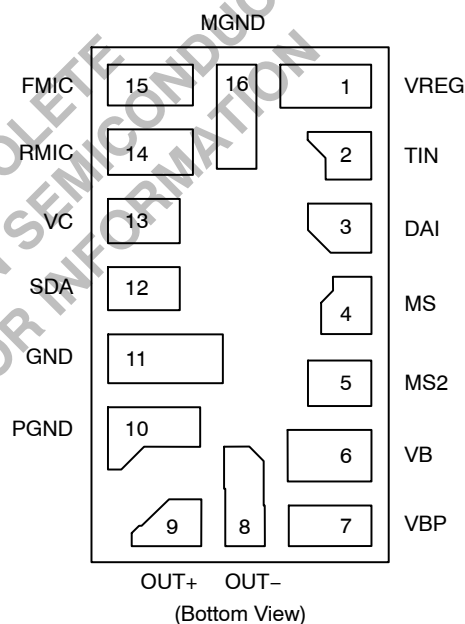 MGND
FMIC 15 16 1 VREG
RMIC 14 2 TIN
VC 13 3 DAI
SDA 12 4 MS
GND 11 5 MS2
PGND 10 6 VB
9 8 7 VBP
OUT+ OUT−
(Bottom View)